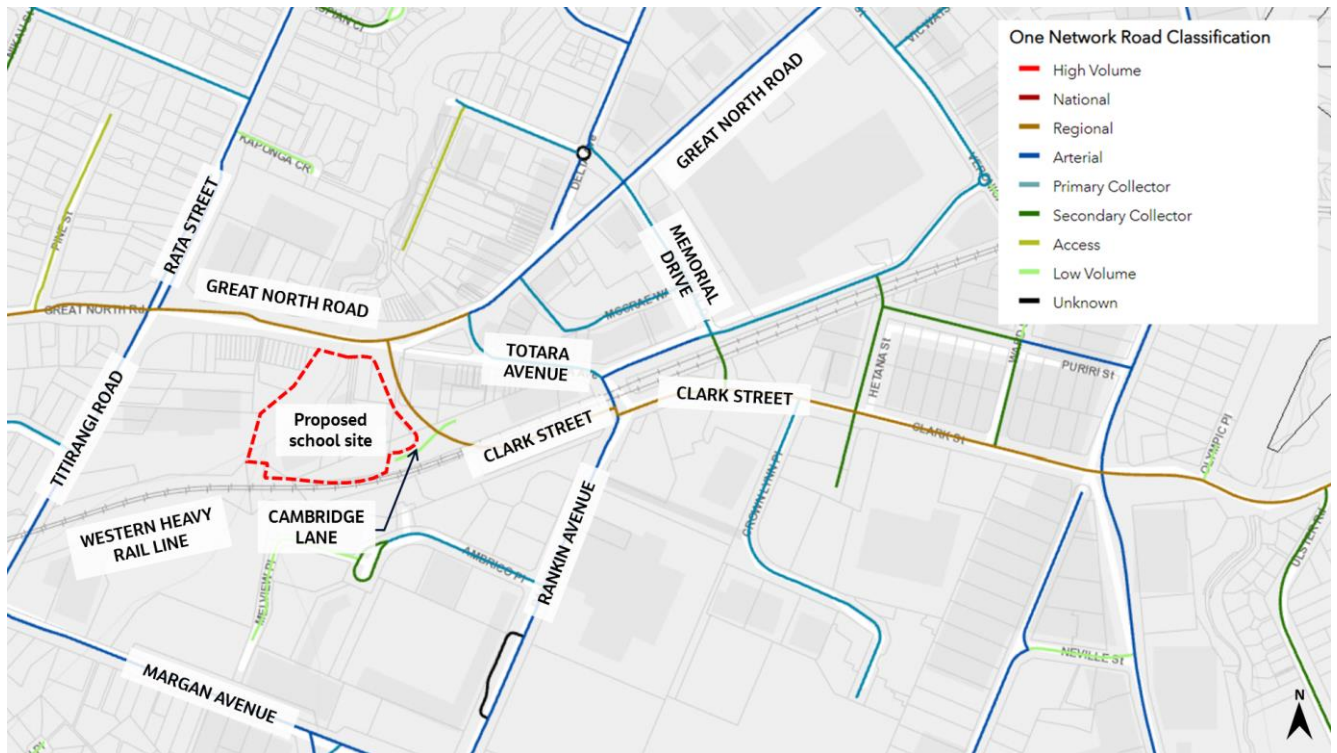 One Network Road Classification
High Volume
National
Regional
Arterial
Primary Collector
Secondary Collector
Access
Low Volume
Unknown
GREAT NORTH ROAD
KAPONGA CR
PINE ST
RATA STREET
GREAT NORTH ROAD
GREAT NORTH Rd
MEMORIAL
DRIVE
TOTARA
AVENUE
CLARK STREET
HETANA St
PURIRI St
CLARK St
OLYMPIC Pl
ULSTER Rd
Proposed
school site
CLARK STREET
TITIRANGI ROAD
WESTERN HEAVY
RAIL LINE
CAMBRIDGE
LANE
CROWN LYNN Pl
AMBRICO Pl
RANKIN AVENUE
MELVIEW Pl
NEVILLE St
MARGAN AVENUE
N